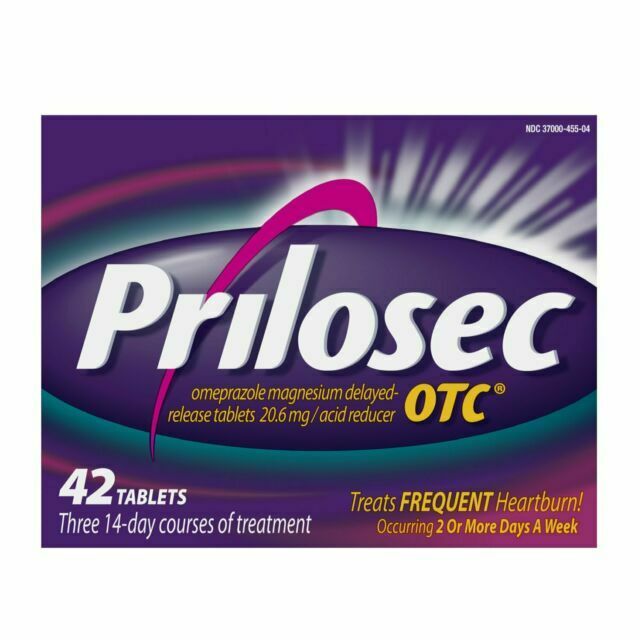 NDC 37000-455-04
Prilosec
omeprazole magnesium delayed-
release tablets 20.6 mg/acid reducer
OTC®
42 TABLETS
Three 14-day courses of treatment
Treats FREQUENT Heartburn!
Occurring 2 Or More Days A Week